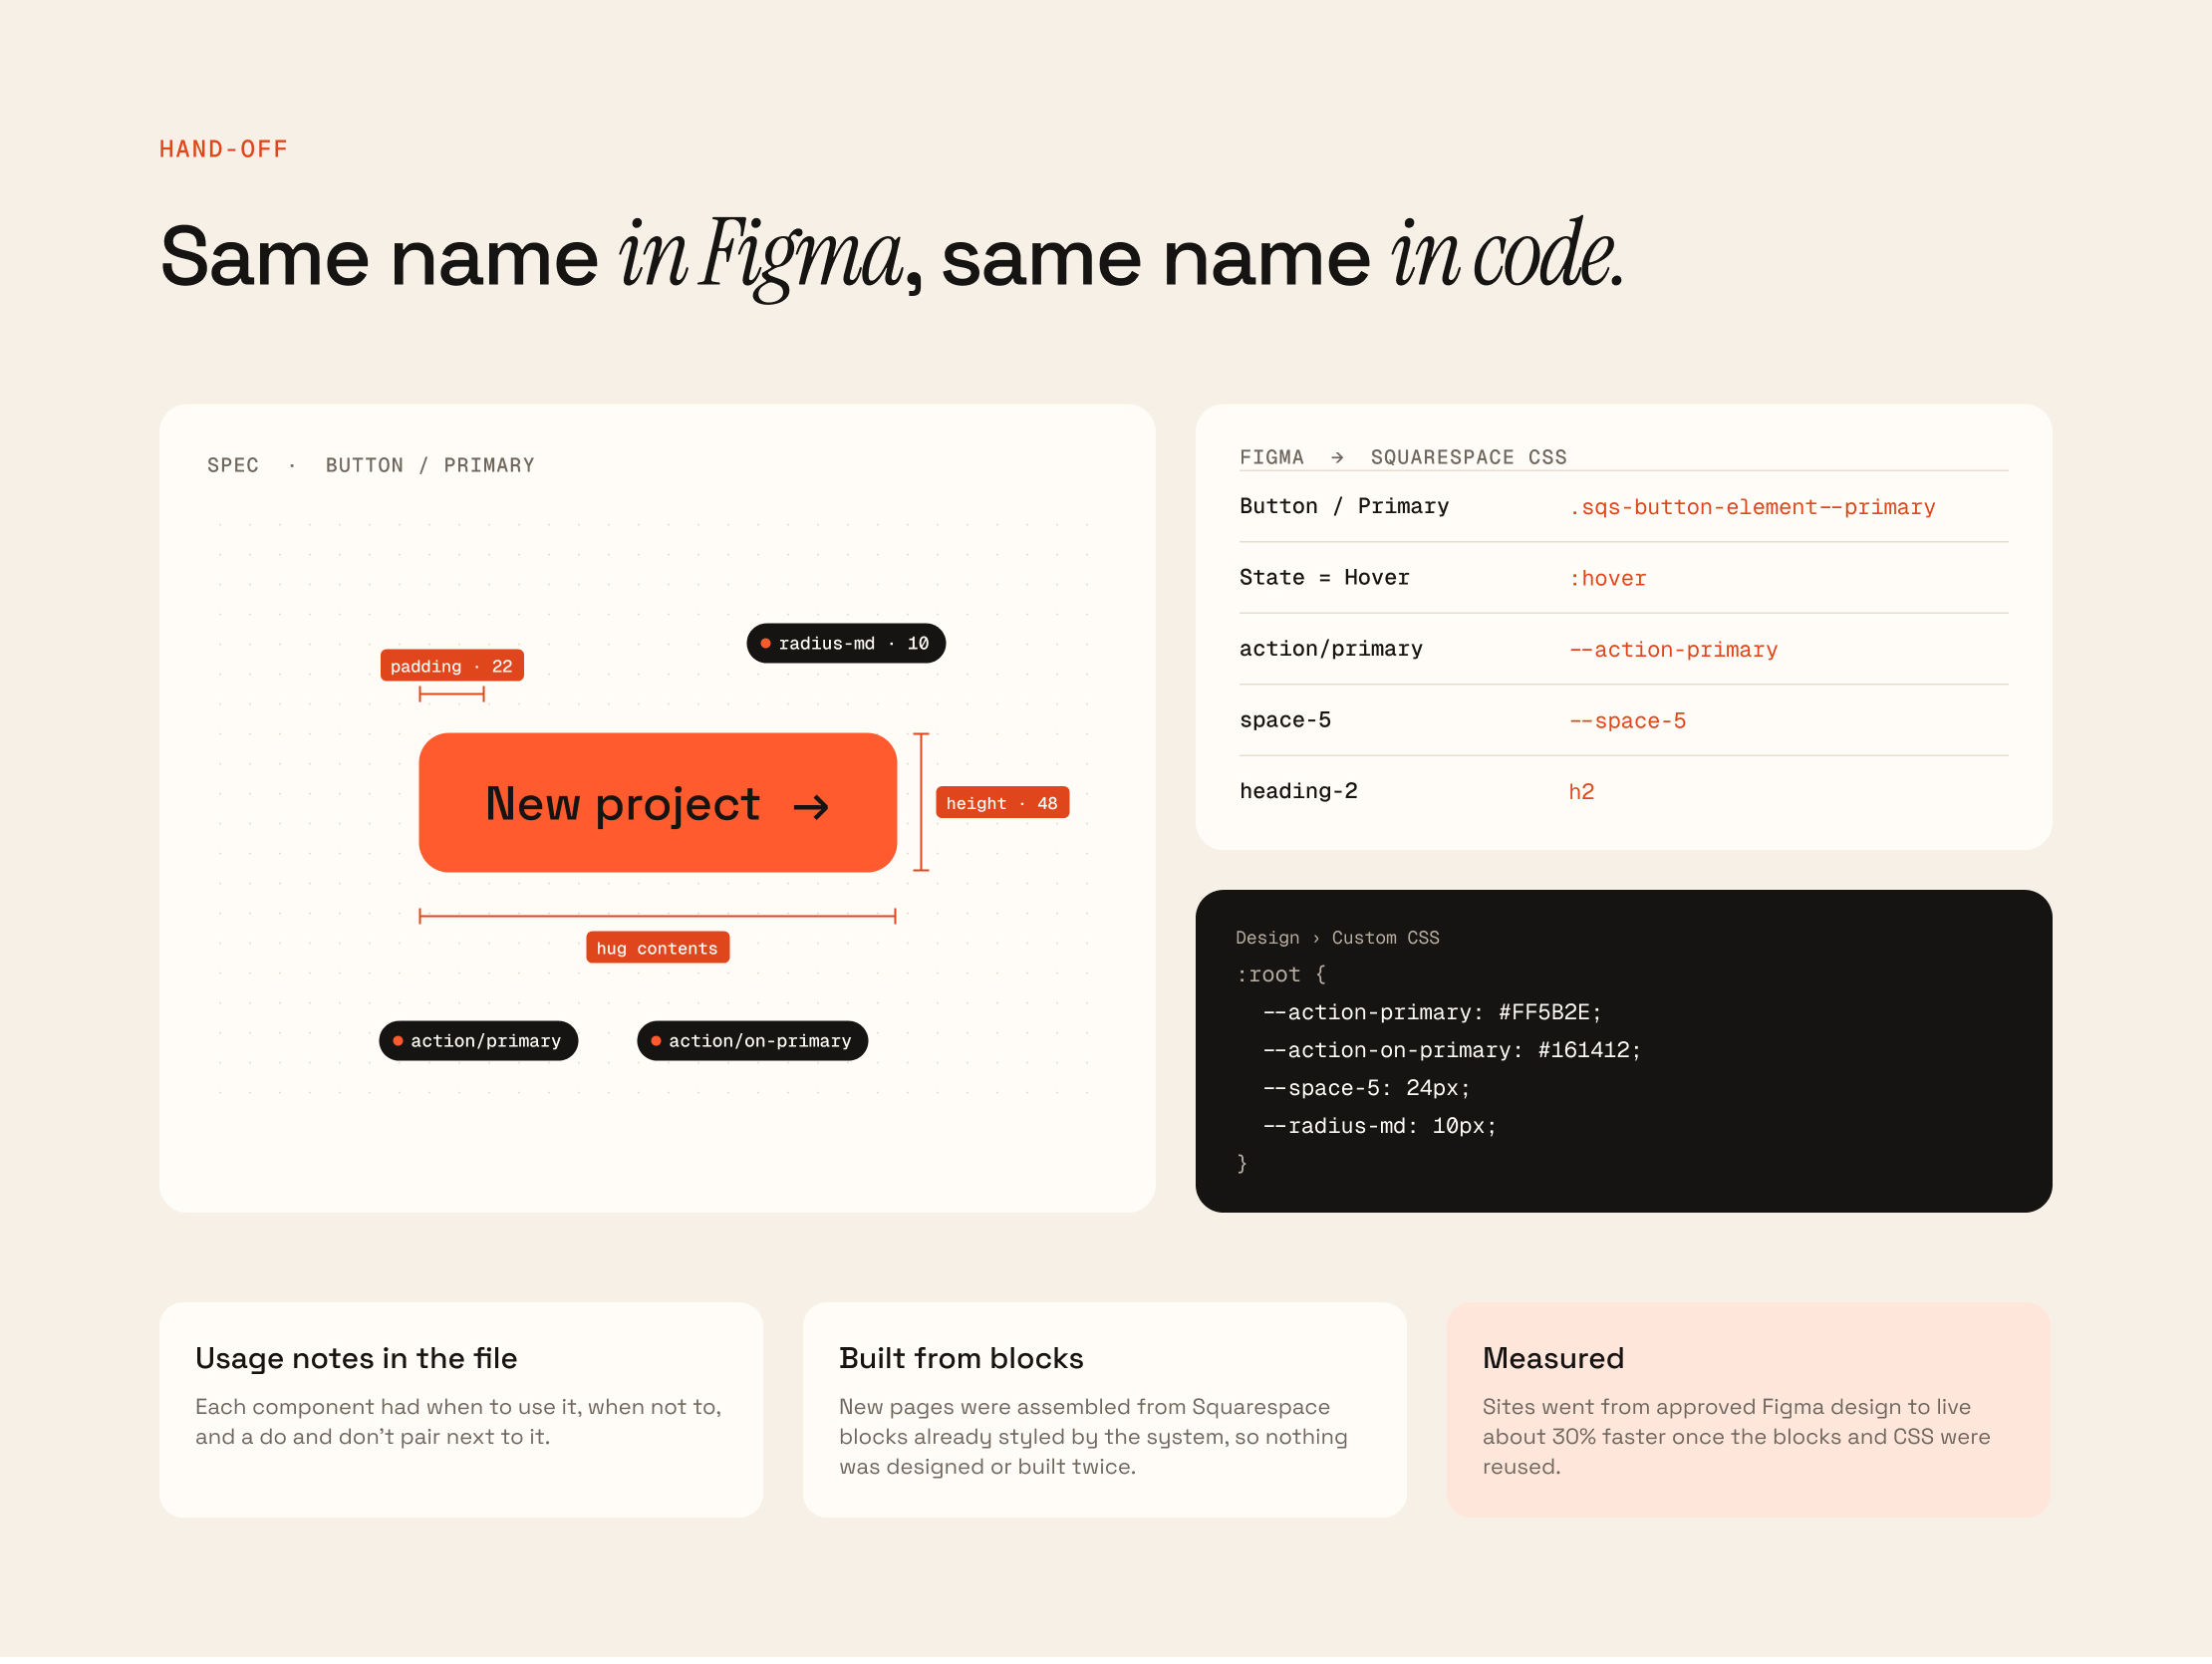 HAND-OFF
Same name in Figma, same name in code.
SPEC · BUTTON / PRIMARY
radius-md · 10
padding · 22
New project →
height · 48
hug contents
action/primary
action/on-primary
FIGMA → SQUARESPACE CSS
Button / Primary .sqs-button-element--primary
State = Hover :hover
action/primary --action-primary
space-5 --space-5
heading-2 h2
Design › Custom CSS
:root {
--action-primary: #FF5B2E;
--action-on-primary: #161412;
--space-5: 24px;
--radius-md: 10px;
}
Usage notes in the file
Each component had when to use it, when not to,
and a do and don’t pair next to it.
Built from blocks
New pages were assembled from Squarespace
blocks already styled by the system, so nothing
was designed or built twice.
Measured
Sites went from approved Figma design to live
about 30% faster once the blocks and CSS were
reused.